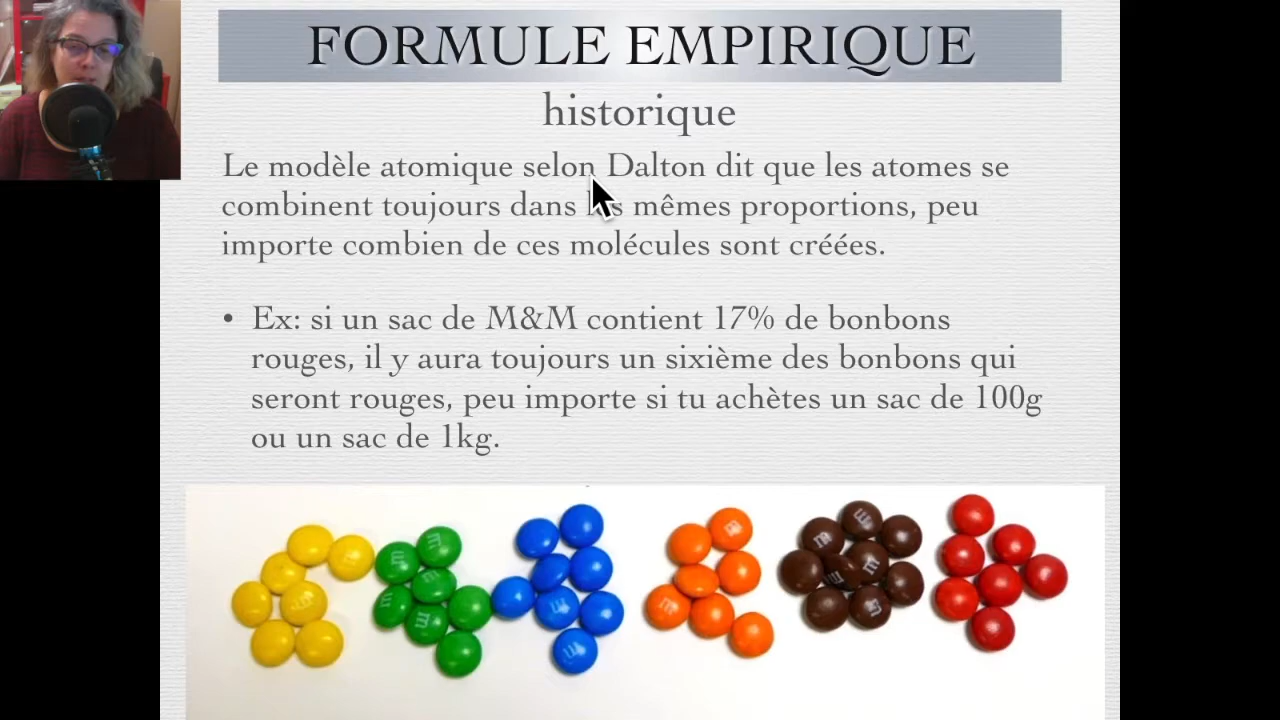 FORMULE EMPIRIQUE
historique
Le modèle atomique selon Dalton dit que les atomes se
combinent toujours dans les mêmes proportions, peu
importe combien de ces molécules sont créées.
• Ex: si un sac de M&M contient 17% de bonbons
rouges, il y aura toujours un sixième des bonbons qui
seront rouges, peu importe si tu achètes un sac de 100g
ou un sac de 1kg.